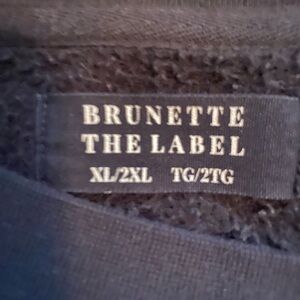 BRUNETTE
THE LABEL
XL/2XL TG/2TG